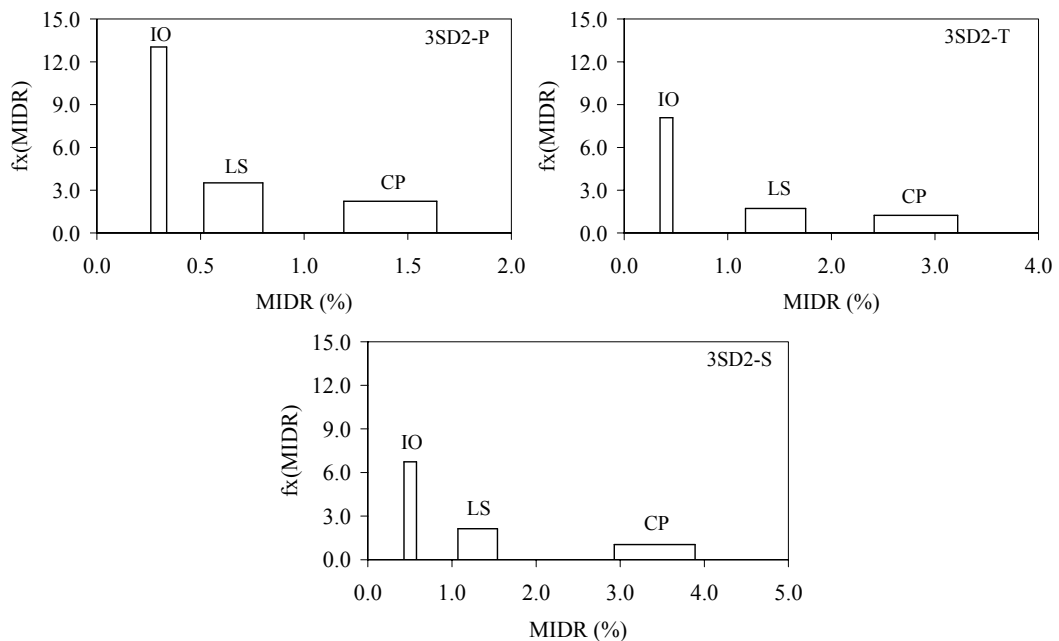 15.0
12.0
9.0
6.0
3.0
0.0
fx(MIDR)
IO
LS
CP
3SD2-P
0.0 0.5 1.0 1.5 2.0
MIDR (%)
15.0
12.0
9.0
6.0
3.0
0.0
fx(MIDR)
IO
LS
CP
3SD2-T
0.0 1.0 2.0 3.0 4.0
MIDR (%)
15.0
12.0
9.0
6.0
3.0
0.0
fx(MIDR)
IO
LS
CP
3SD2-S
0.0 1.0 2.0 3.0 4.0 5.0
MIDR (%)